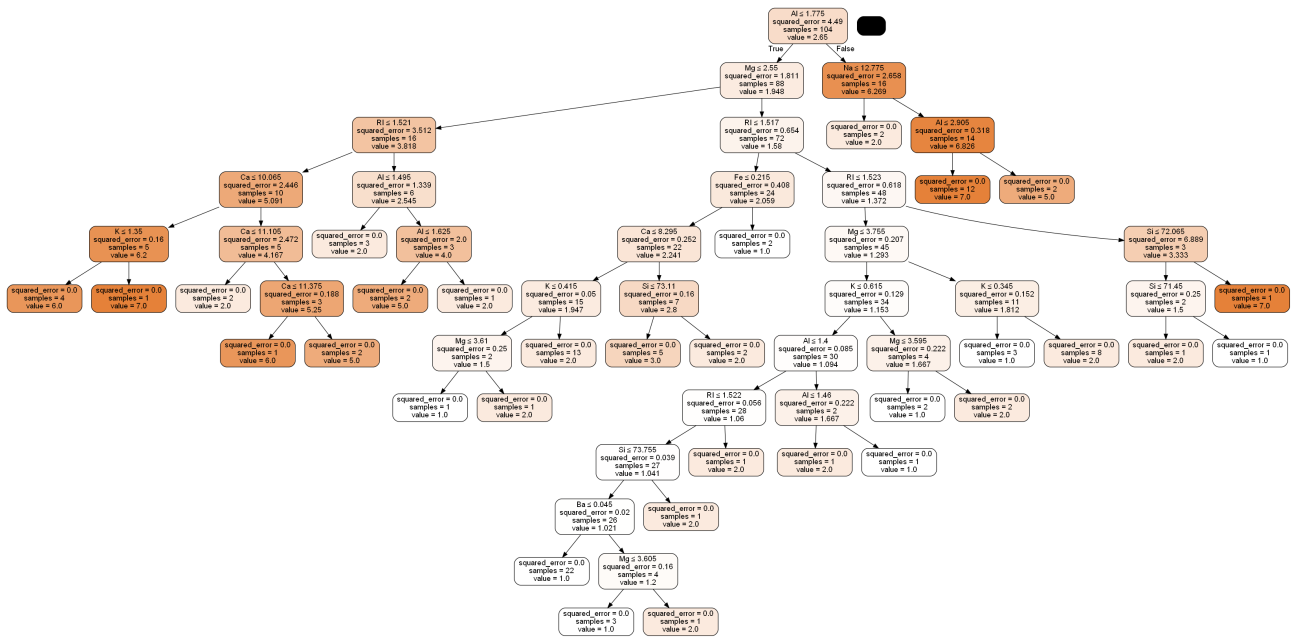 Al ≤ 1.775
squared_error = 4.49
samples = 104
value = 2.65
True
False
Mg ≤ 2.55
squared_error = 1.811
samples = 88
value = 1.948
Na ≤ 12.775
squared_error = 2.658
samples = 16
value = 6.269
RI ≤ 1.521
squared_error = 3.512
samples = 16
value = 3.818
RI ≤ 1.517
squared_error = 0.654
samples = 72
value = 1.58
squared_error = 0.0
samples = 2
value = 2.0
Al ≤ 2.905
squared_error = 0.318
samples = 14
value = 6.826
Ca ≤ 10.065
squared_error = 2.446
samples = 10
value = 5.091
Al ≤ 1.495
squared_error = 1.339
samples = 6
value = 2.545
Fe ≤ 0.215
squared_error = 0.408
samples = 24
value = 2.059
RI ≤ 1.523
squared_error = 0.618
samples = 48
value = 1.372
squared_error = 0.0
samples = 12
value = 7.0
squared_error = 0.0
samples = 2
value = 5.0
K ≤ 1.35
squared_error = 0.16
samples = 5
value = 6.2
Ca ≤ 11.105
squared_error = 2.472
samples = 5
value = 4.167
squared_error = 0.0
samples = 3
value = 2.0
Al ≤ 1.625
squared_error = 2.0
samples = 3
value = 4.0
Ca ≤ 8.295
squared_error = 0.252
samples = 22
value = 2.241
squared_error = 0.0
samples = 2
value = 1.0
Mg ≤ 3.755
squared_error = 0.207
samples = 45
value = 1.293
Si ≤ 72.065
squared_error = 6.889
samples = 3
value = 3.333
squared_error = 0.0
samples = 4
value = 6.0
squared_error = 0.0
samples = 1
value = 7.0
squared_error = 0.0
samples = 2
value = 2.0
Ca ≤ 11.375
squared_error = 0.188
samples = 3
value = 5.25
squared_error = 0.0
samples = 2
value = 5.0
squared_error = 0.0
samples = 1
value = 2.0
K ≤ 0.415
squared_error = 0.05
samples = 15
value = 1.947
Si ≤ 73.11
squared_error = 0.16
samples = 7
value = 2.8
K ≤ 0.615
squared_error = 0.129
samples = 34
value = 1.153
K ≤ 0.345
squared_error = 0.152
samples = 11
value = 1.812
Si ≤ 71.45
squared_error = 0.25
samples = 2
value = 1.5
squared_error = 0.0
samples = 1
value = 7.0
squared_error = 0.0
samples = 1
value = 6.0
squared_error = 0.0
samples = 2
value = 5.0
Mg ≤ 3.61
squared_error = 0.25
samples = 2
value = 1.5
squared_error = 0.0
samples = 13
value = 2.0
squared_error = 0.0
samples = 5
value = 3.0
squared_error = 0.0
samples = 2
value = 2.0
Al ≤ 1.4
squared_error = 0.085
samples = 30
value = 1.094
Mg ≤ 3.595
squared_error = 0.222
samples = 4
value = 1.667
squared_error = 0.0
samples = 3
value = 1.0
squared_error = 0.0
samples = 8
value = 2.0
squared_error = 0.0
samples = 1
value = 2.0
squared_error = 0.0
samples = 1
value = 1.0
squared_error = 0.0
samples = 1
value = 1.0
squared_error = 0.0
samples = 1
value = 2.0
RI ≤ 1.522
squared_error = 0.056
samples = 28
value = 1.06
Al ≤ 1.46
squared_error = 0.222
samples = 2
value = 1.667
squared_error = 0.0
samples = 2
value = 1.0
squared_error = 0.0
samples = 2
value = 2.0
Si ≤ 73.755
squared_error = 0.039
samples = 27
value = 1.041
squared_error = 0.0
samples = 1
value = 2.0
squared_error = 0.0
samples = 1
value = 2.0
squared_error = 0.0
samples = 1
value = 1.0
Ba ≤ 0.045
squared_error = 0.02
samples = 26
value = 1.021
squared_error = 0.0
samples = 1
value = 2.0
squared_error = 0.0
samples = 22
value = 1.0
Mg ≤ 3.605
squared_error = 0.16
samples = 4
value = 1.2
squared_error = 0.0
samples = 3
value = 1.0
squared_error = 0.0
samples = 1
value = 2.0